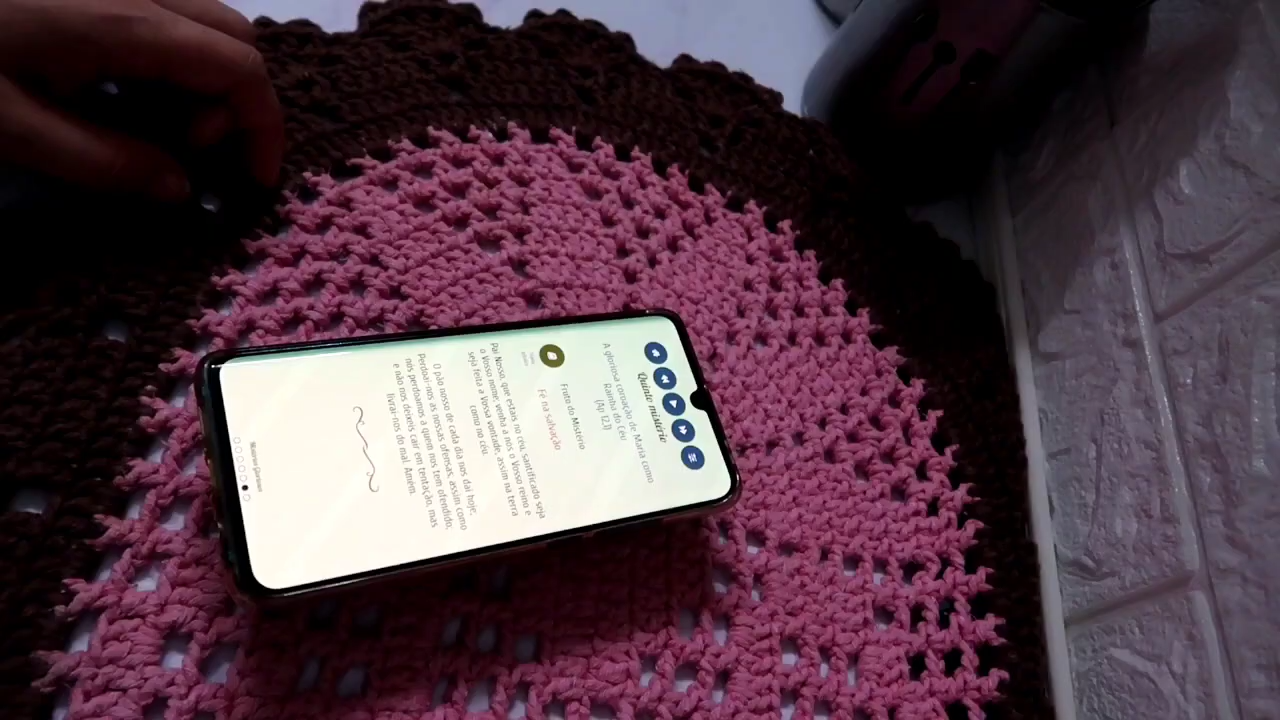 Quinto mistério
A gloriosa coroação de Maria como
Rainha do Céu
(Ap 12,1)
Fruto do Mistério
Fé na salvação
Pai Nosso, que estais no céu, santificado seja
o Vosso nome; venha a nós o Vosso reino e
seja feita a Vossa vontade, assim na terra
como no céu.
O pão nosso de cada dia nos dai hoje,
Perdoai-nos as nossas ofensas, assim como
nós perdoamos a quem nos tem ofendido,
e não nos deixeis cair em tentação, mas
livrai-nos do mal. Amém.